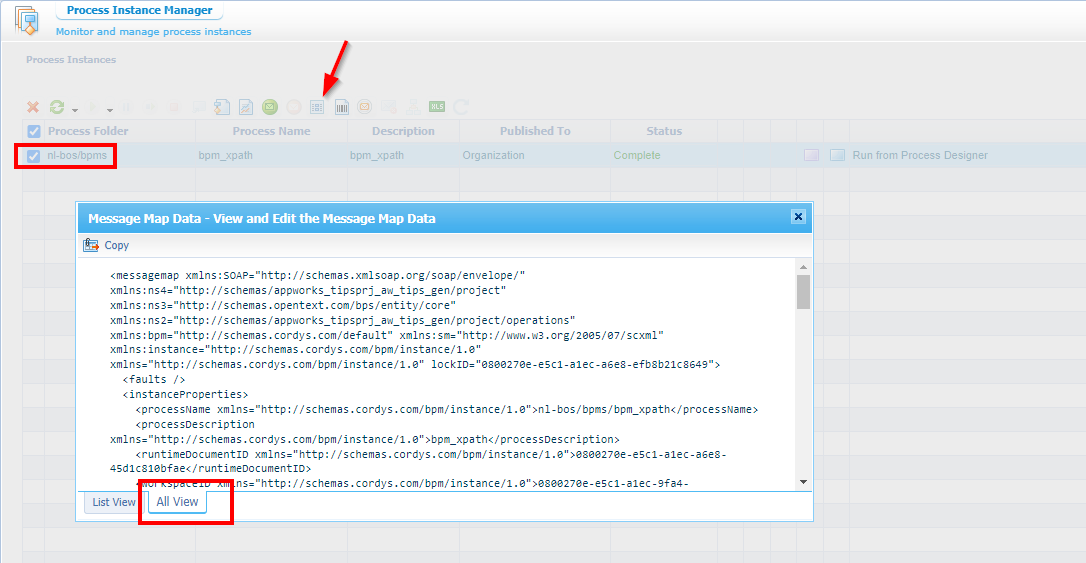 Process Instance Manager
Monitor and manage process instances
Process Instances
XLS
Process Folder Process Name Description Published To Status
nl-bos/bpms bpm_xpath bpm_xpath Organization Complete Run from Process Designer
Message Map Data - View and Edit the Message Map Data
Copy
<messagemap xmlns:SOAP="http://schemas.xmlsoap.org/soap/envelope/"
xmlns:ns4="http://schemas/appworks_tipsprj_aw_tips_gen/project"
xmlns:ns3="http://schemas.opentext.com/bps/entity/core"
xmlns:ns2="http://schemas/appworks_tipsprj_aw_tips_gen/project/operations"
xmlns:bpm="http://schemas.cordys.com/default" xmlns:sm="http://www.w3.org/2005/07/scxml"
xmlns:instance="http://schemas.cordys.com/bpm/instance/1.0"
xmlns="http://schemas.cordys.com/bpm/instance/1.0" lockID="0800270e-e5c1-a1ec-a6e8-efb8b21c8649">
<faults />
<instanceProperties>
<processName xmlns="http://schemas.cordys.com/bpm/instance/1.0">nl-bos/bpms/bpm_xpath</processName>
<processDescription
xmlns="http://schemas.cordys.com/bpm/instance/1.0">bpm_xpath</processDescription>
<runtimeDocumentID xmlns="http://schemas.cordys.com/bpm/instance/1.0">0800270e-e5c1-a1ec-a6e8-
45d1c810bfae</runtimeDocumentID>
<workspaceID xmlns="http://schemas.cordys.com/bpm/instance/1.0">0800270e-e5c1-a1ec-9fa4-
List View All View